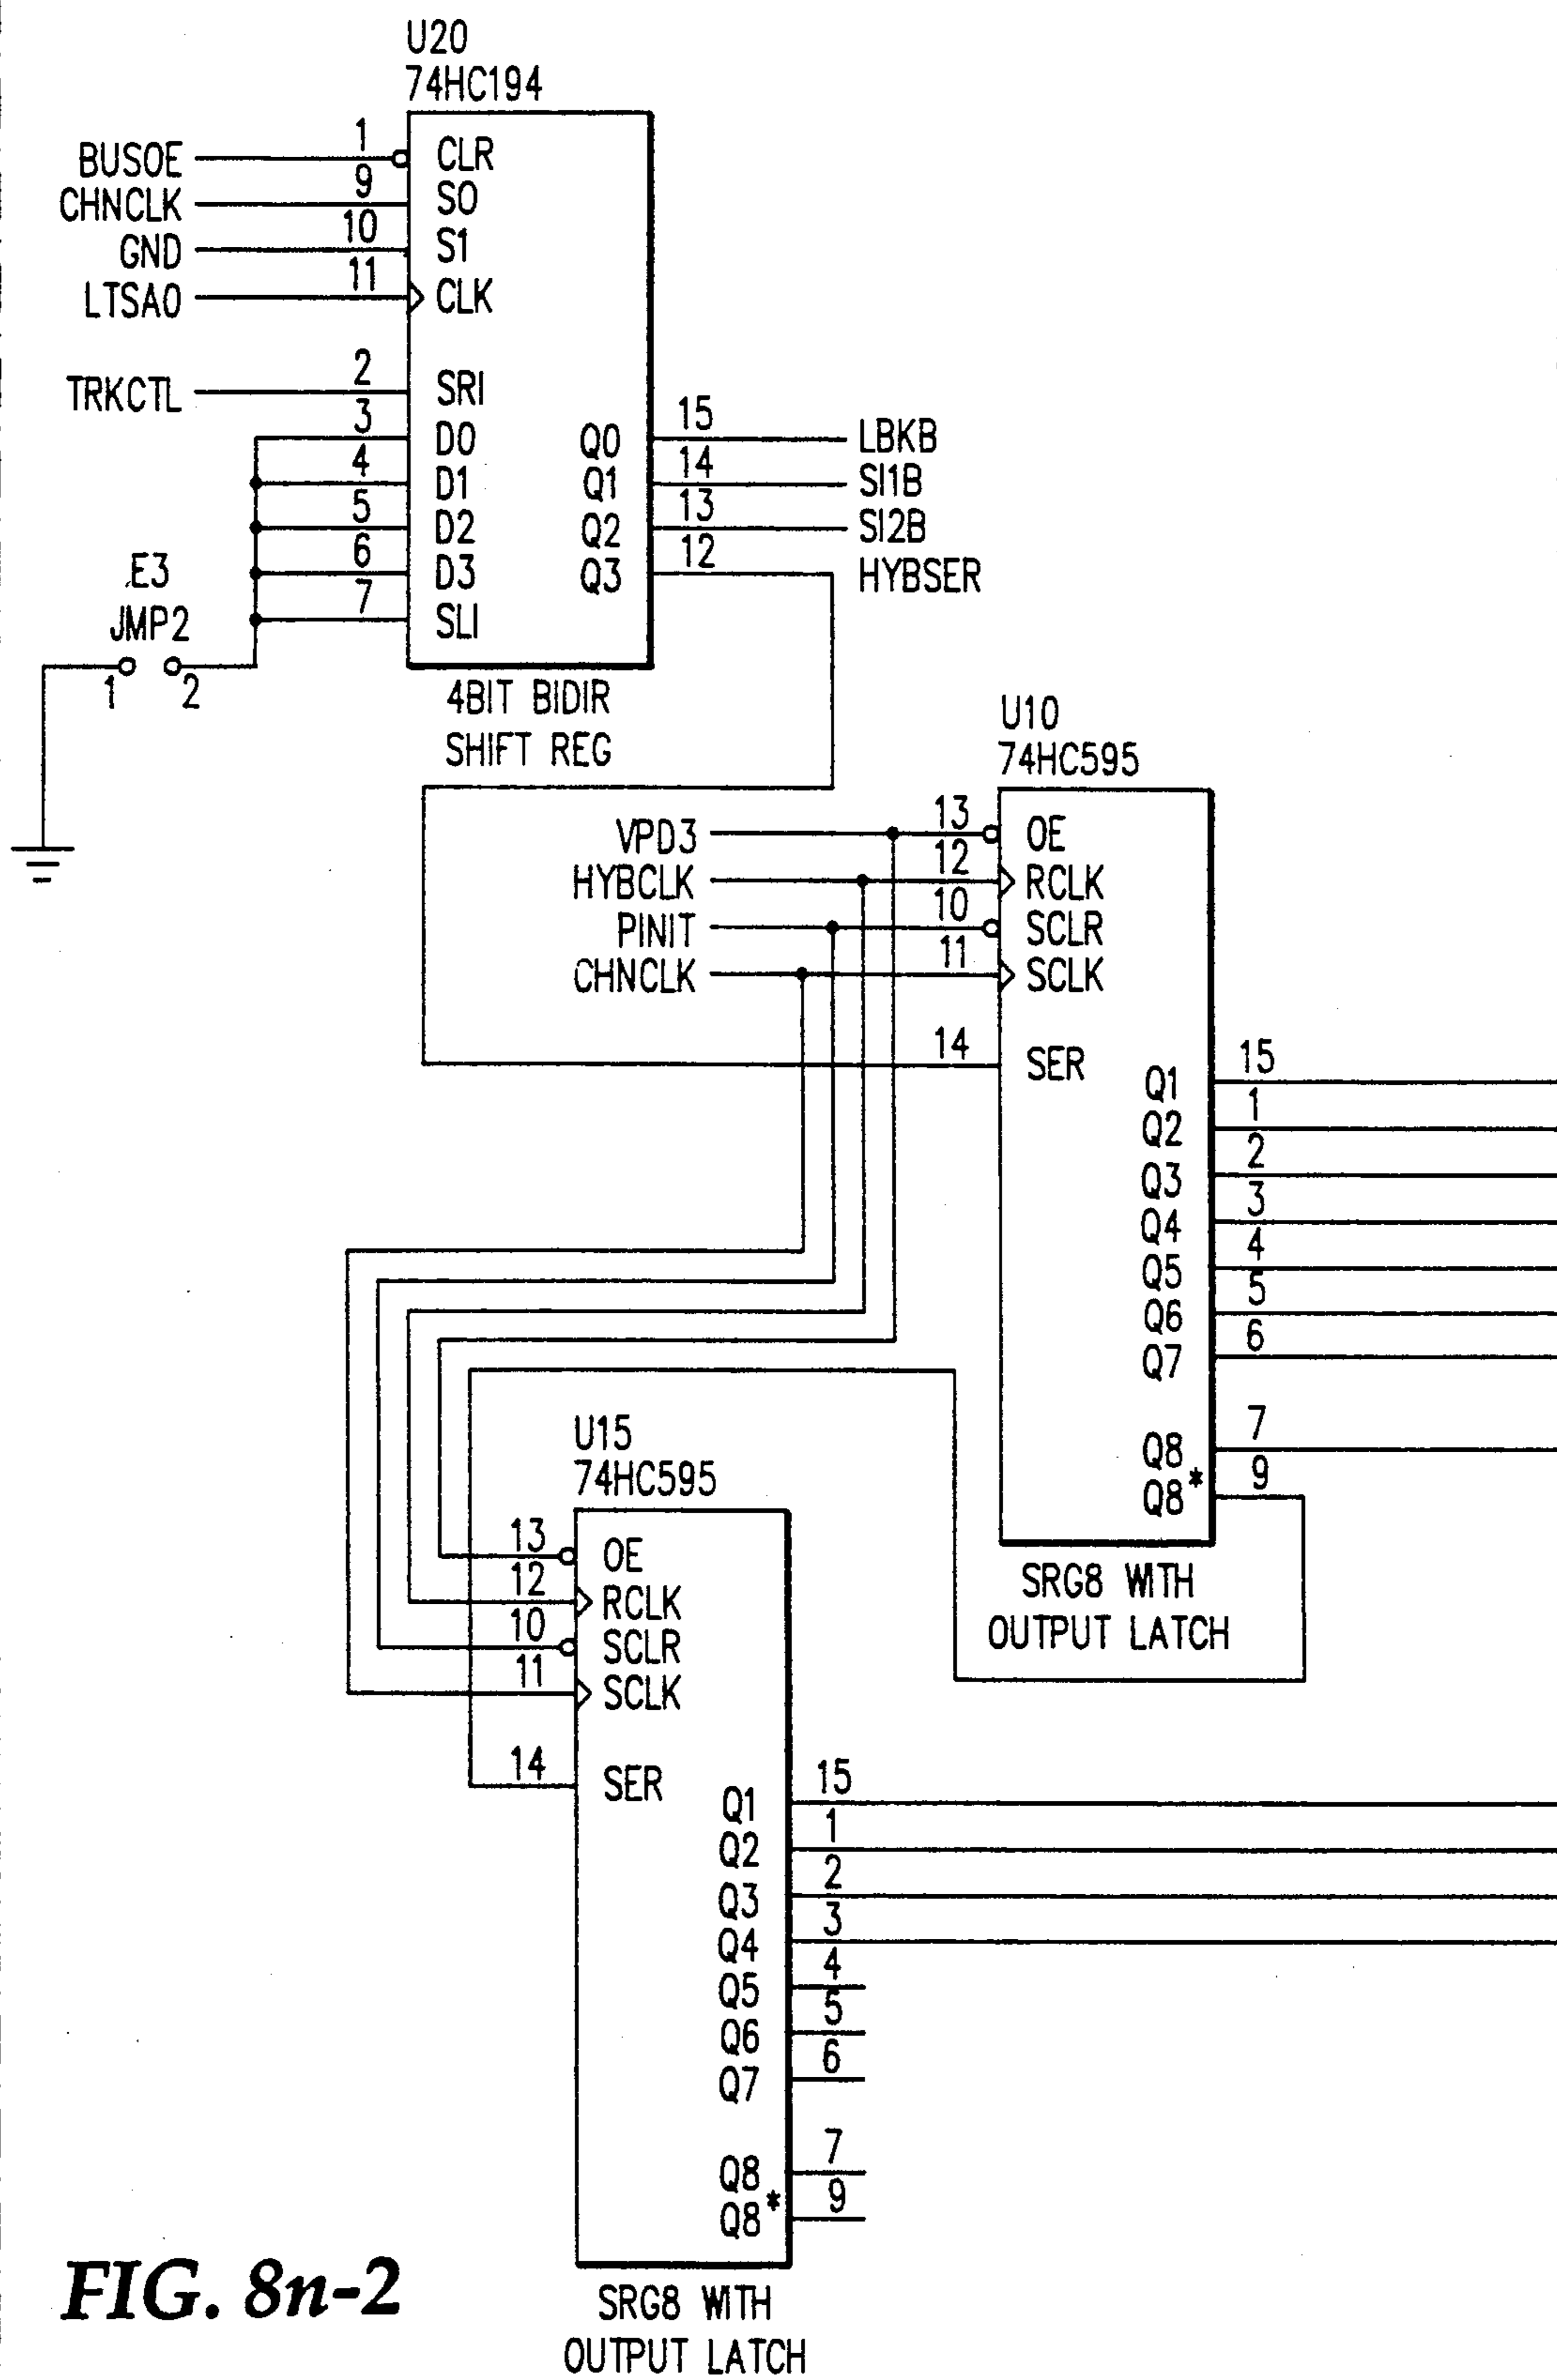 U20
74HC194
BUSOE 1 CLR
CHNCLK 9 S0
GND 10 S1
LTSA0 11 CLK
TRKCTL 2 SRI
3 D0 Q0 15 LBKB
4 D1 Q1 14 SI1B
5 D2 Q2 13 SI2B
6 D3 Q3 12 HYBSER
7 SLI
E3
JMP2
1 2
4BIT BIDIR
SHIFT REG
U10
74HC595
VPD3 13 OE
HYBCLK 12 RCLK
PINIT 10 SCLR
CHNCLK 11 SCLK
14 SER
Q1 15
Q2 1
Q3 2
Q4 3
Q5 4
Q6 5
Q7 6
Q8 7
Q8* 9
SRG8 WITH
OUTPUT LATCH
U15
74HC595
13 OE
12 RCLK
10 SCLR
11 SCLK
14 SER
Q1 15
Q2 1
Q3 2
Q4 3
Q5 4
Q6 5
Q7 6
Q8 7
Q8* 9
SRG8 WITH
OUTPUT LATCH
FIG. 8n-2